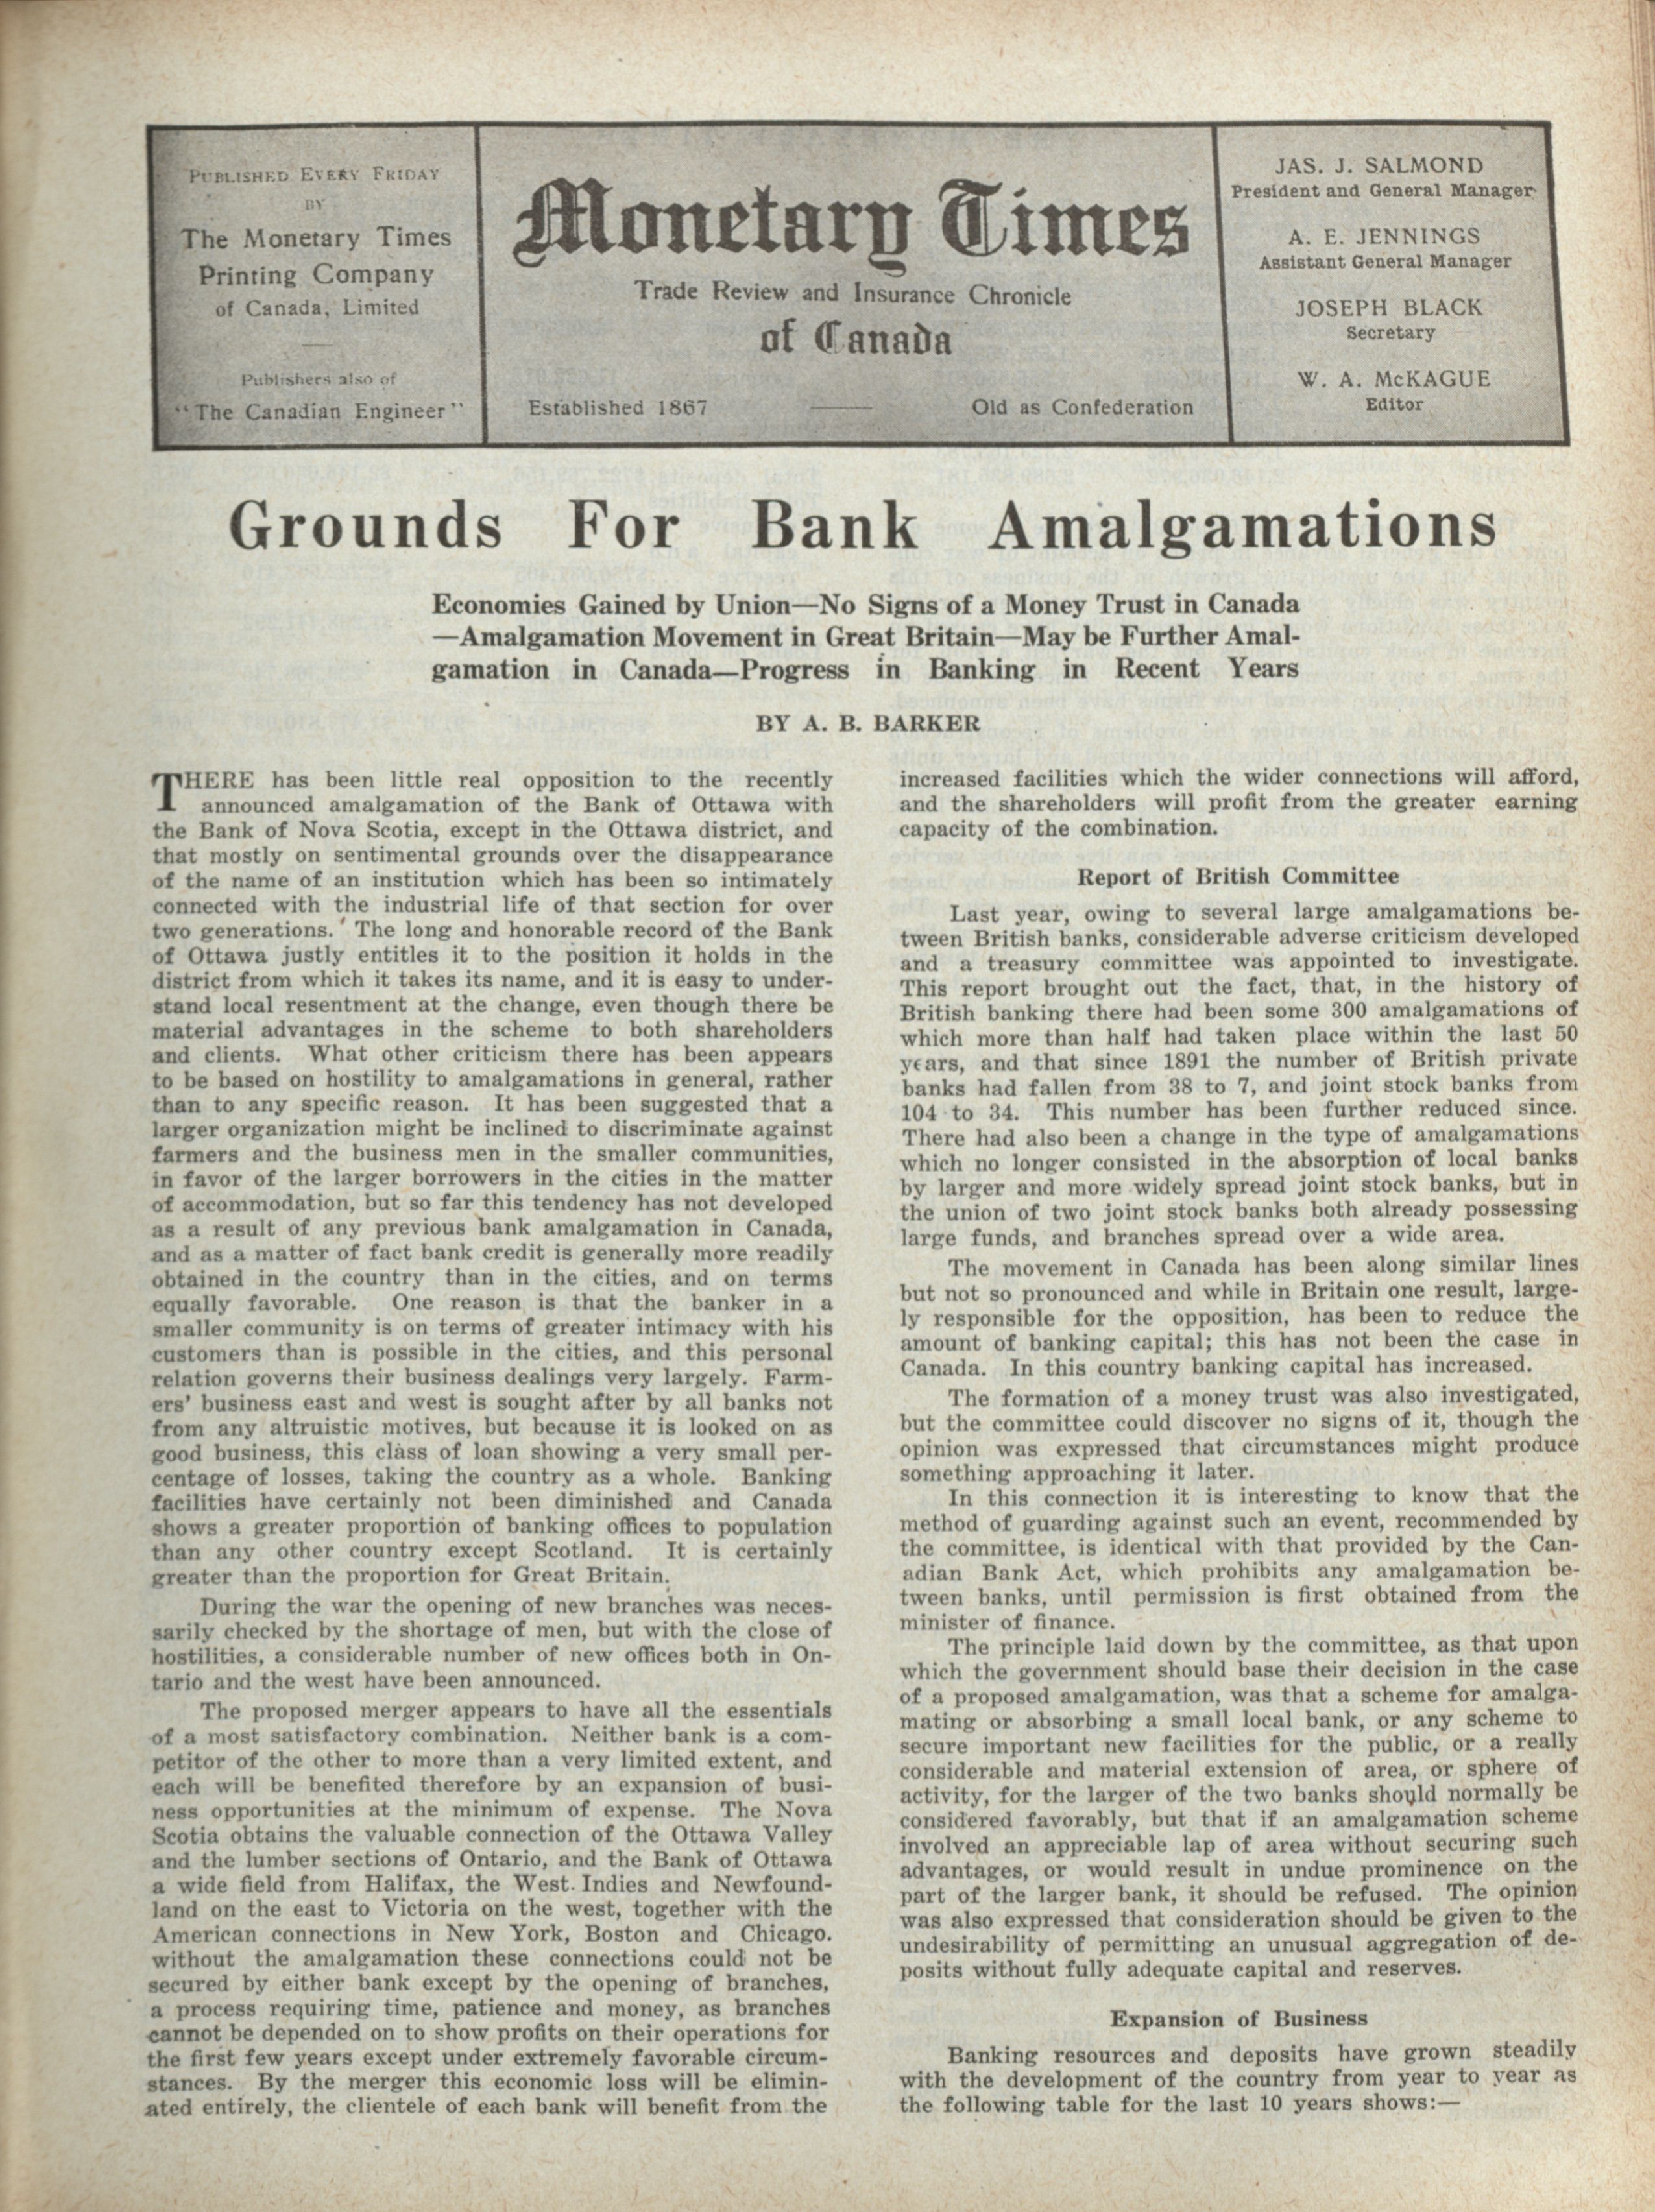 PUBLISHED EVERY FRIDAY
BY
The Monetary Times
Printing Company
of Canada, Limited
Publishers also of
"The Canadian Engineer"
Monetary Times
Trade Review and Insurance Chronicle
of Canada
Established 1867
Old as Confederation
JAS. J. SALMOND
President and General Manager
A. E. JENNINGS
Assistant General Manager
JOSEPH BLACK
Secretary
W. A. McKAGUE
Editor
Grounds For Bank Amalgamations
Economies Gained by Union—No Signs of a Money Trust in Canada
—Amalgamation Movement in Great Britain—May be Further Amal-
gamation in Canada—Progress in Banking in Recent Years
BY A. B. BARKER
THERE has been little real opposition to the recently
announced amalgamation of the Bank of Ottawa with
the Bank of Nova Scotia, except in the Ottawa district, and
that mostly on sentimental grounds over the disappearance
of the name of an institution which has been so intimately
connected with the industrial life of that section for over
two generations. The long and honorable record of the Bank
of Ottawa justly entitles it to the position it holds in the
district from which it takes its name, and it is easy to under-
stand local resentment at the change, even though there be
material advantages in the scheme to both shareholders
and clients. What other criticism there has been appears
to be based on hostility to amalgamations in general, rather
than to any specific reason. It has been suggested that a
larger organization might be inclined to discriminate against
farmers and the business men in the smaller communities,
in favor of the larger borrowers in the cities in the matter
of accommodation, but so far this tendency has not developed
as a result of any previous bank amalgamation in Canada,
and as a matter of fact bank credit is generally more readily
obtained in the country than in the cities, and on terms
equally favorable. One reason is that the banker in a
smaller community is on terms of greater intimacy with his
customers than is possible in the cities, and this personal
relation governs their business dealings very largely. Farm-
ers' business east and west is sought after by all banks not
from any altruistic motives, but because it is looked on as
good business, this class of loan showing a very small per-
centage of losses, taking the country as a whole. Banking
facilities have certainly not been diminished and Canada
shows a greater proportion of banking offices to population
than any other country except Scotland. It is certainly
greater than the proportion for Great Britain.
During the war the opening of new branches was neces-
sarily checked by the shortage of men, but with the close of
hostilities, a considerable number of new offices both in On-
tario and the west have been announced.
The proposed merger appears to have all the essentials
of a most satisfactory combination. Neither bank is a com-
petitor of the other to more than a very limited extent, and
each will be benefited therefore by an expansion of busi-
ness opportunities at the minimum of expense. The Nova
Scotia obtains the valuable connection of the Ottawa Valley
and the lumber sections of Ontario, and the Bank of Ottawa
a wide field from Halifax, the West Indies and Newfound-
land on the east to Victoria on the west, together with the
American connections in New York, Boston and Chicago.
without the amalgamation these connections could not be
secured by either bank except by the opening of branches,
a process requiring time, patience and money, as branches
cannot be depended on to show profits on their operations for
the first few years except under extremely favorable circum-
stances. By the merger this economic loss will be elimin-
ated entirely, the clientele of each bank will benefit from the
increased facilities which the wider connections will afford,
and the shareholders will profit from the greater earning
capacity of the combination.
Report of British Committee
Last year, owing to several large amalgamations be-
tween British banks, considerable adverse criticism developed
and a treasury committee was appointed to investigate.
This report brought out the fact, that, in the history of
British banking there had been some 300 amalgamations of
which more than half had taken place within the last 50
years, and that since 1891 the number of British private
banks had fallen from 38 to 7, and joint stock banks from
104 to 34. This number has been further reduced since.
There had also been a change in the type of amalgamations
which no longer consisted in the absorption of local banks
by larger and more widely spread joint stock banks, but in
the union of two joint stock banks both already possessing
large funds, and branches spread over a wide area.
The movement in Canada has been along similar lines
but not so pronounced and while in Britain one result, large-
ly responsible for the opposition, has been to reduce the
amount of banking capital; this has not been the case in
Canada. In this country banking capital has increased.
The formation of a money trust was also investigated,
but the committee could discover no signs of it, though the
opinion was expressed that circumstances might produce
something approaching it later.
In this connection it is interesting to know that the
method of guarding against such an event, recommended by
the committee, is identical with that provided by the Can-
adian Bank Act, which prohibits any amalgamation be-
tween banks, until permission is first obtained from the
minister of finance.
The principle laid down by the committee, as that upon
which the government should base their decision in the case
of a proposed amalgamation, was that a scheme for amalga-
mating or absorbing a small local bank, or any scheme to
secure important new facilities for the public, or a really
considerable and material extension of area, or sphere of
activity, for the larger of the two banks should normally be
considered favorably, but that if an amalgamation scheme
involved an appreciable lap of area without securing such
advantages, or would result in undue prominence on the
part of the larger bank, it should be refused. The opinion
was also expressed that consideration should be given to the
undesirability of permitting an unusual aggregation of de-
posits without fully adequate capital and reserves.
Expansion of Business
Banking resources and deposits have grown steadily
with the development of the country from year to year as
the following table for the last 10 years shows:—